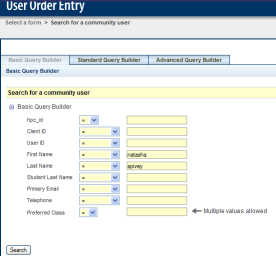 User Order Entry
Select a form > Search for a community user
Basic Query Builder Standard Query Builder Advanced Query Builder
Basic Query Builder
Search for a community user
Basic Query Builder
hpc_id =
Client ID =
User ID =
First Name = natasha
Last Name = spivey
Student Last Name =
Primary Email =
Telephone =
Preferred Class = Multiple values allowed
Search